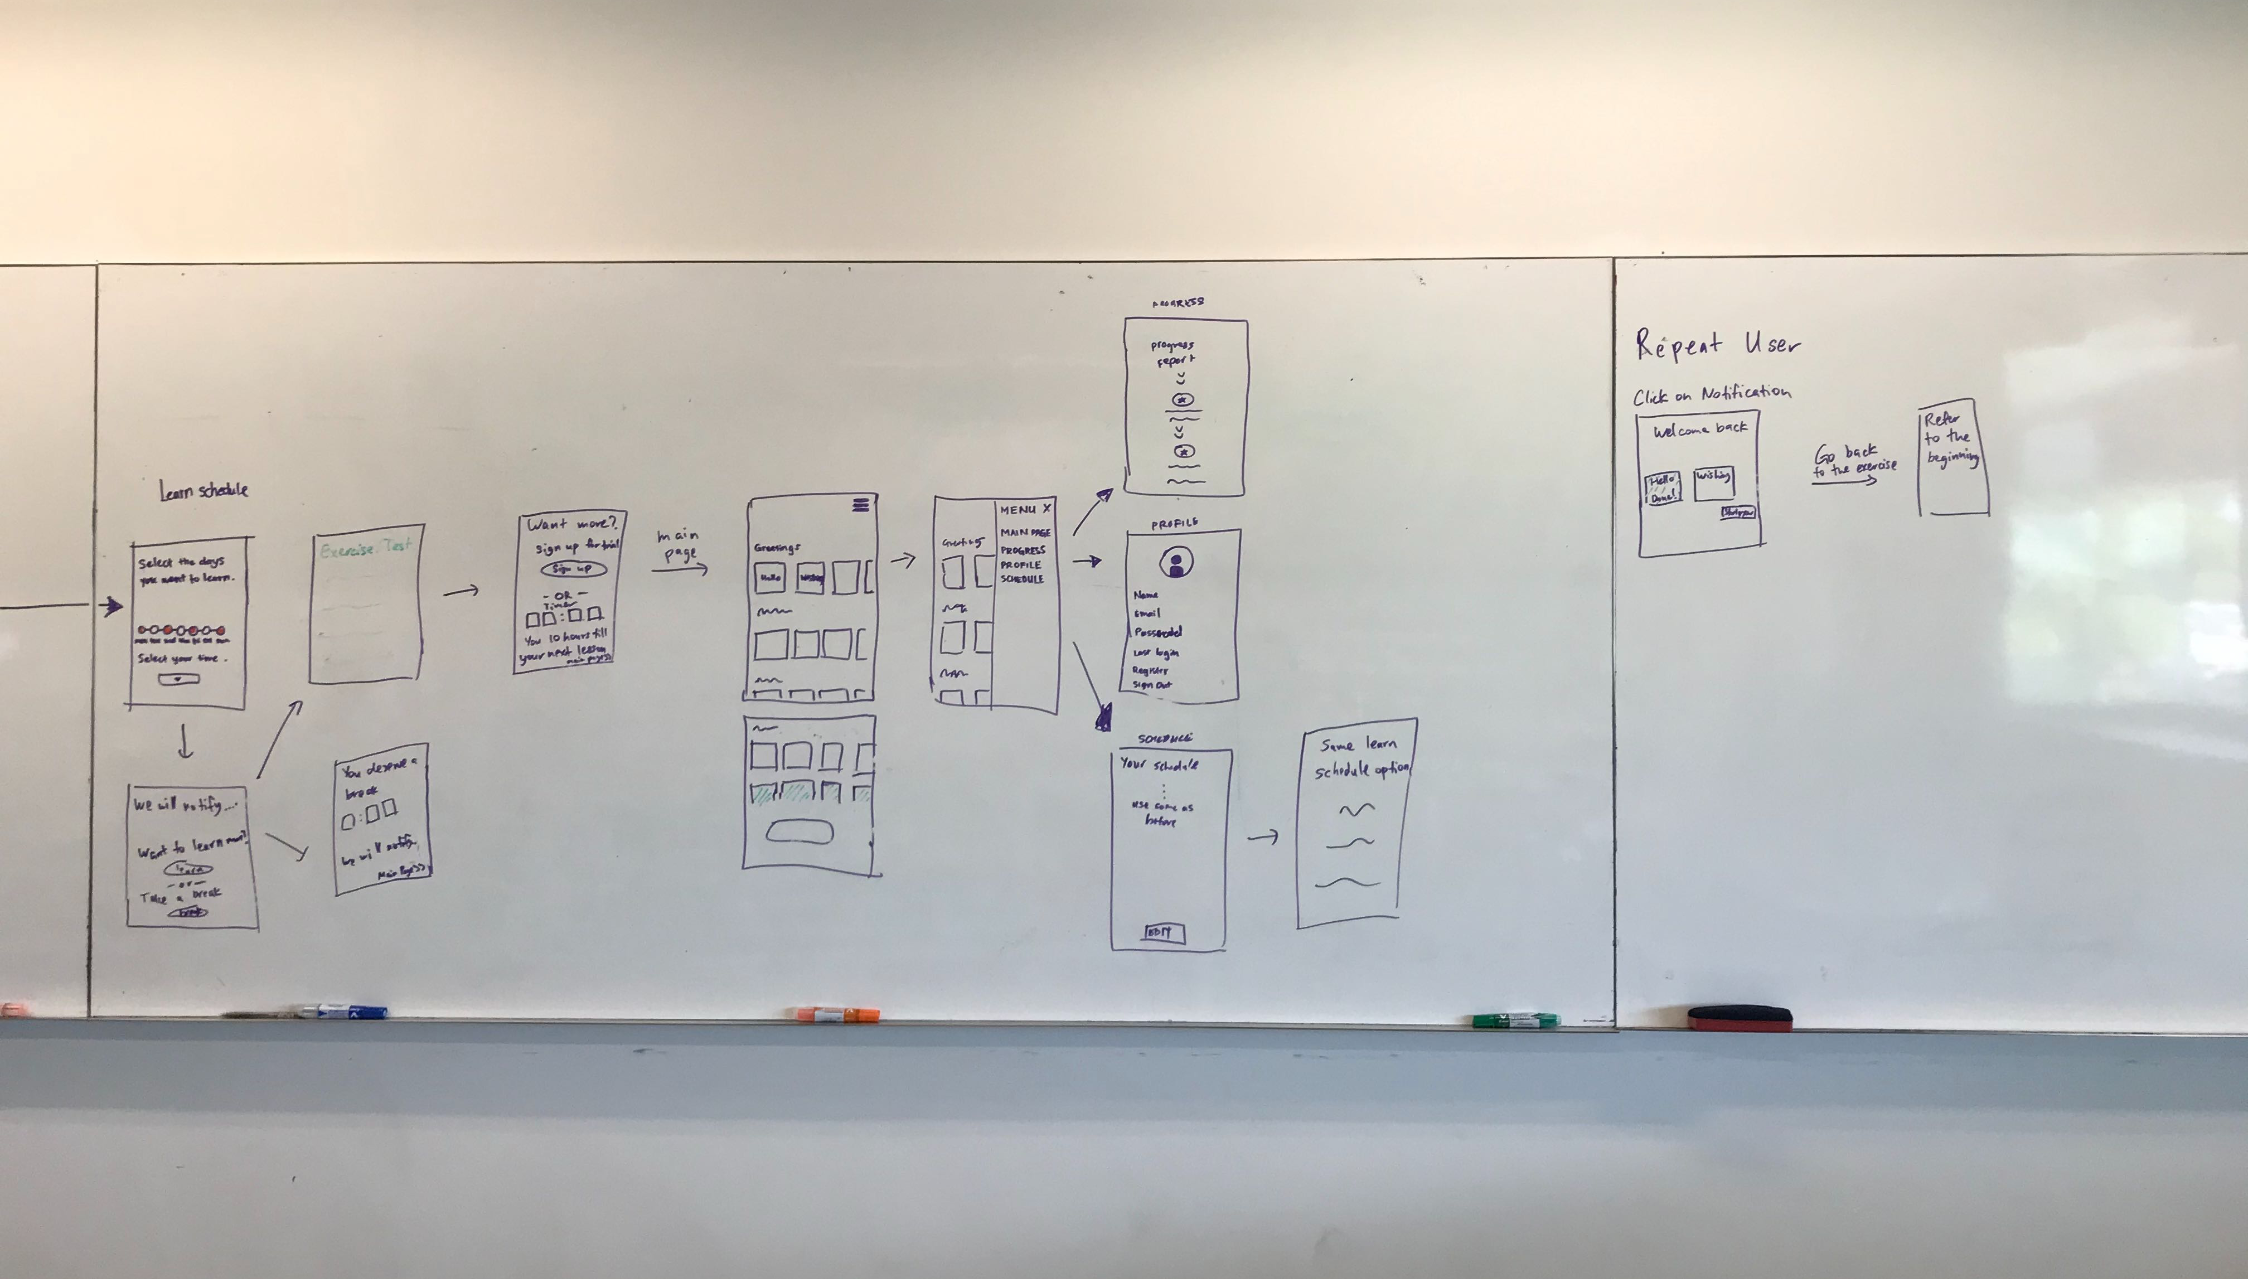 Learn schedule
Select the days
you want to learn.
Select your time.
We will notify....
Want to learn more?
learn
- or -
Take a break
break
Exercise. Test
You deserve a
break
:
We will notify.
Main Page>>
Want more?
sign up for trial
Sign up
- OR -
Timer
:
You 10 hours till
your next lesson
main page>>
main
page
Greetings
Hello
Wishing
Greetings
MENU X
MAIN PAGE
PROGRESS
PROFILE
SCHEDULE
PROGRESS
progress
report
PROFILE
Name
Email
Password
Last login
Register
Sign Out
SCHEDULE
Your schedule
use same as
before
EDIT
Same learn
schedule option
Repeat User
Click on Notification
Welcome back
Hello
Done!
Wishing
Go back
to the exercise
Refer
to the
beginning